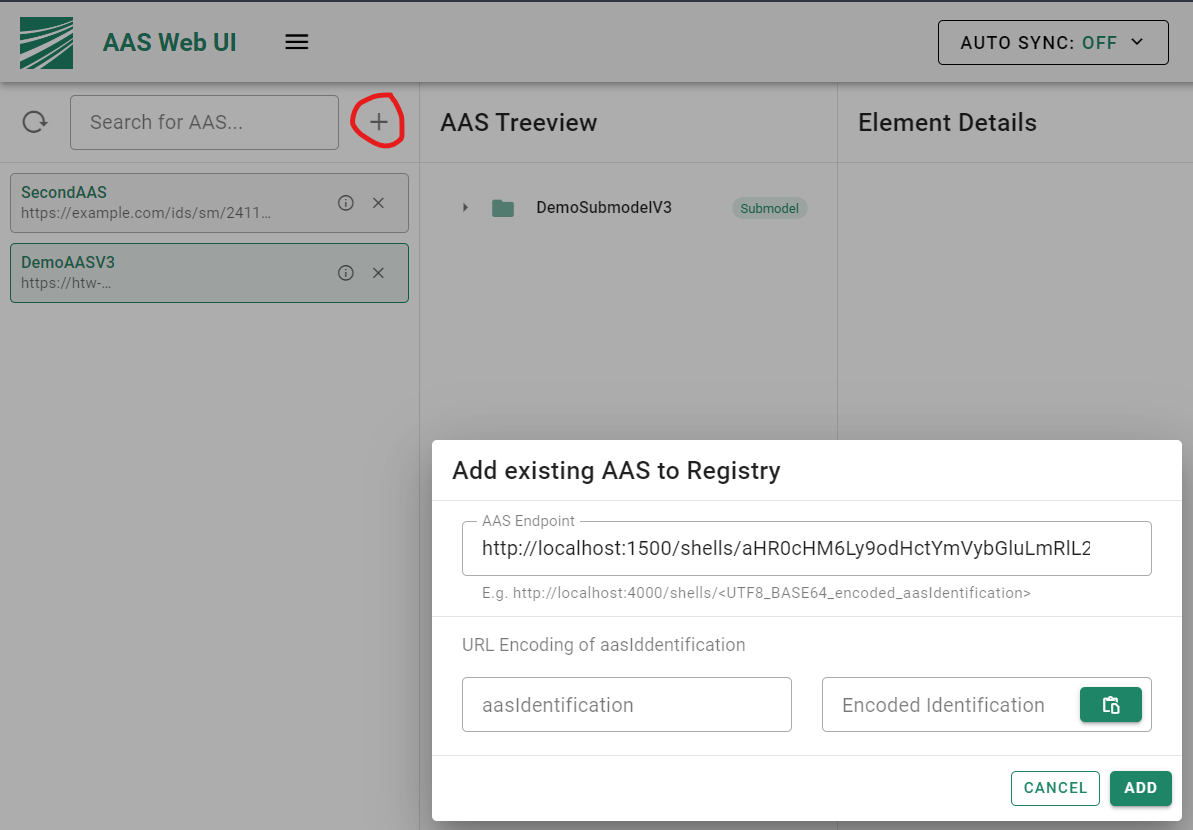 AAS Web UI
AUTO SYNC: OFF
Search for AAS...
AAS Treeview
Element Details
SecondAAS
https://example.com/ids/sm/2411...
DemoAASV3
https://htw-...
DemoSubmodelV3
Submodel
Add existing AAS to Registry
AAS Endpoint
http://localhost:1500/shells/aHR0cHM6Ly9odHctYmVybGluLmRlL2
E.g. http://localhost:4000/shells/<UTF8_BASE64_encoded_aasIdentification>
URL Encoding of aasIddentification
aasIdentification
Encoded Identification
CANCEL
ADD